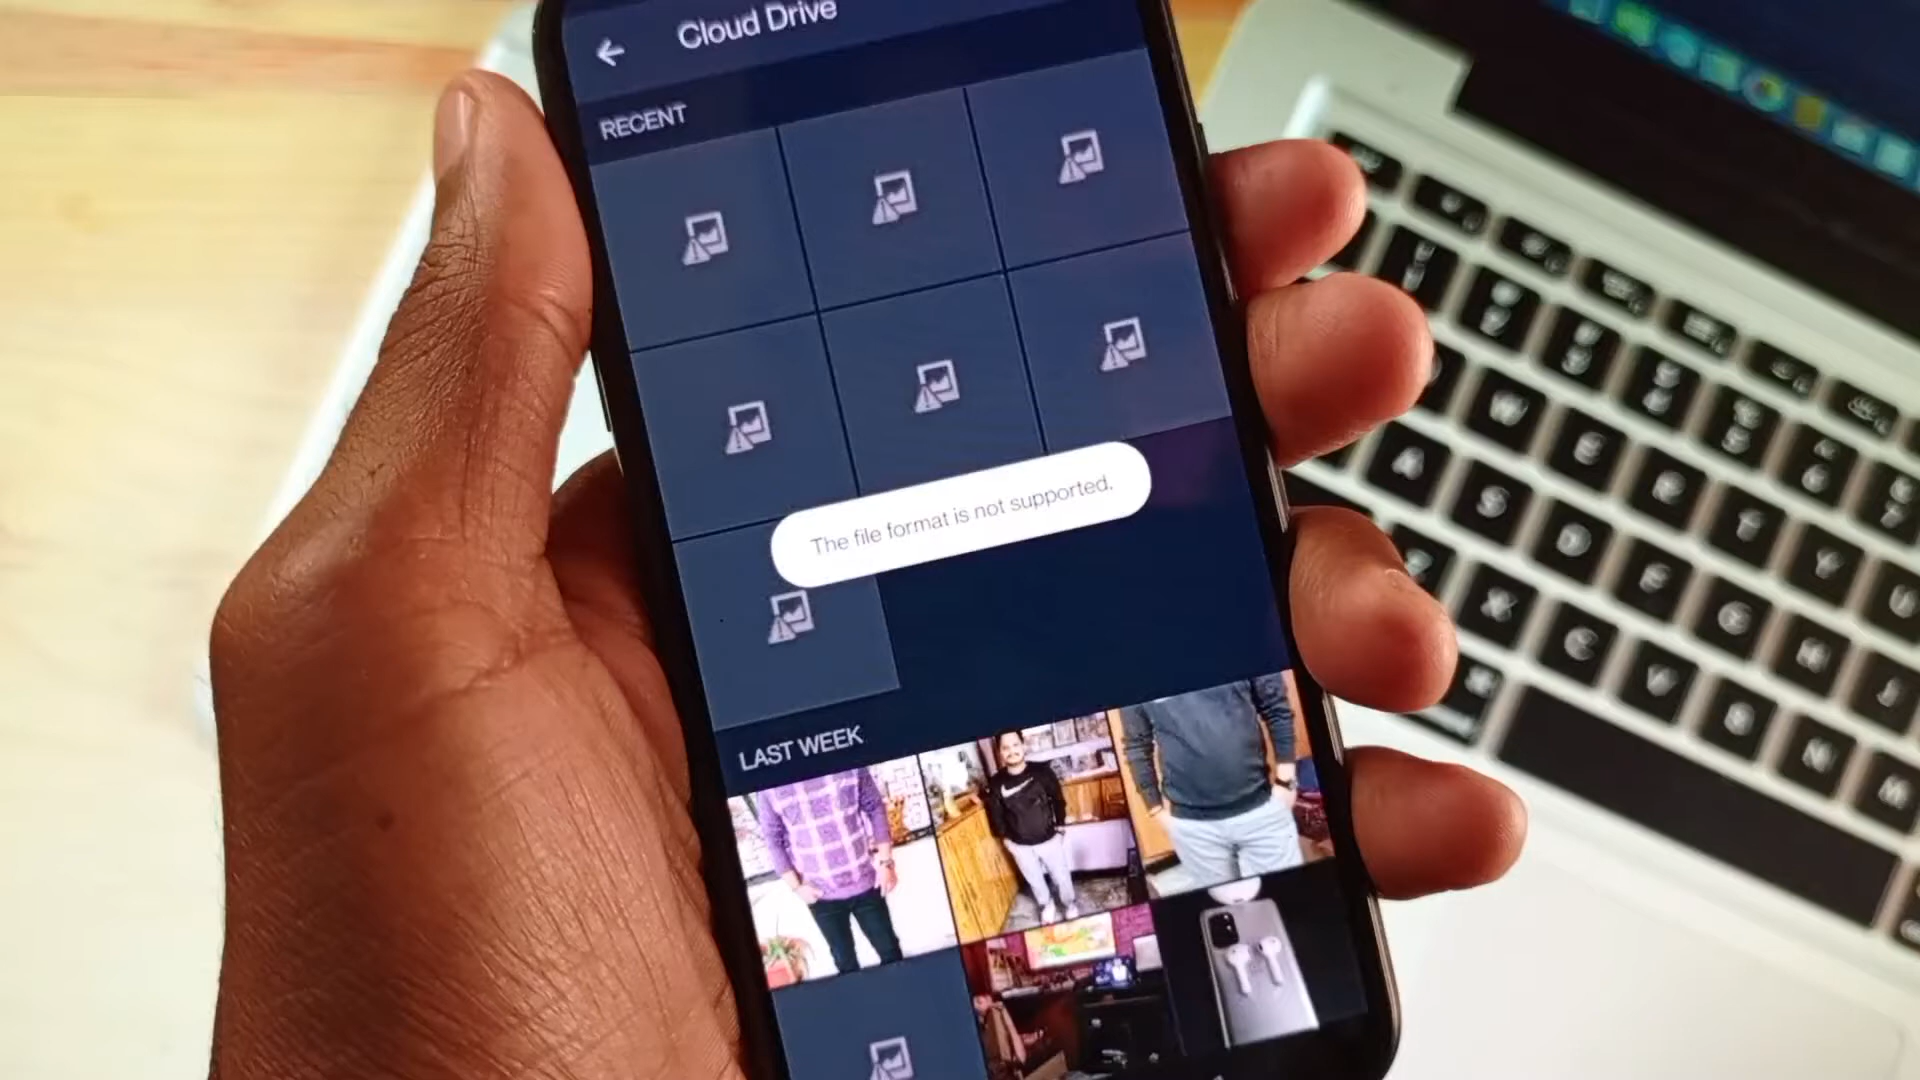 Cloud Drive
RECENT
The file format is not supported.
LAST WEEK
W
E
R
T
Y
U
A
S
D
F
G
H
J
X
C
V
B
N
M